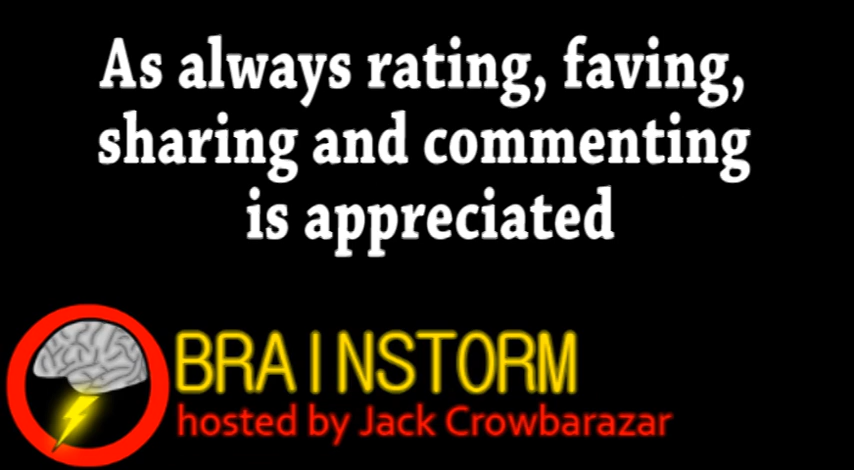 As always rating, faving,
sharing and commenting
is appreciated
BRAINSTORM
hosted by Jack Crowbarazar